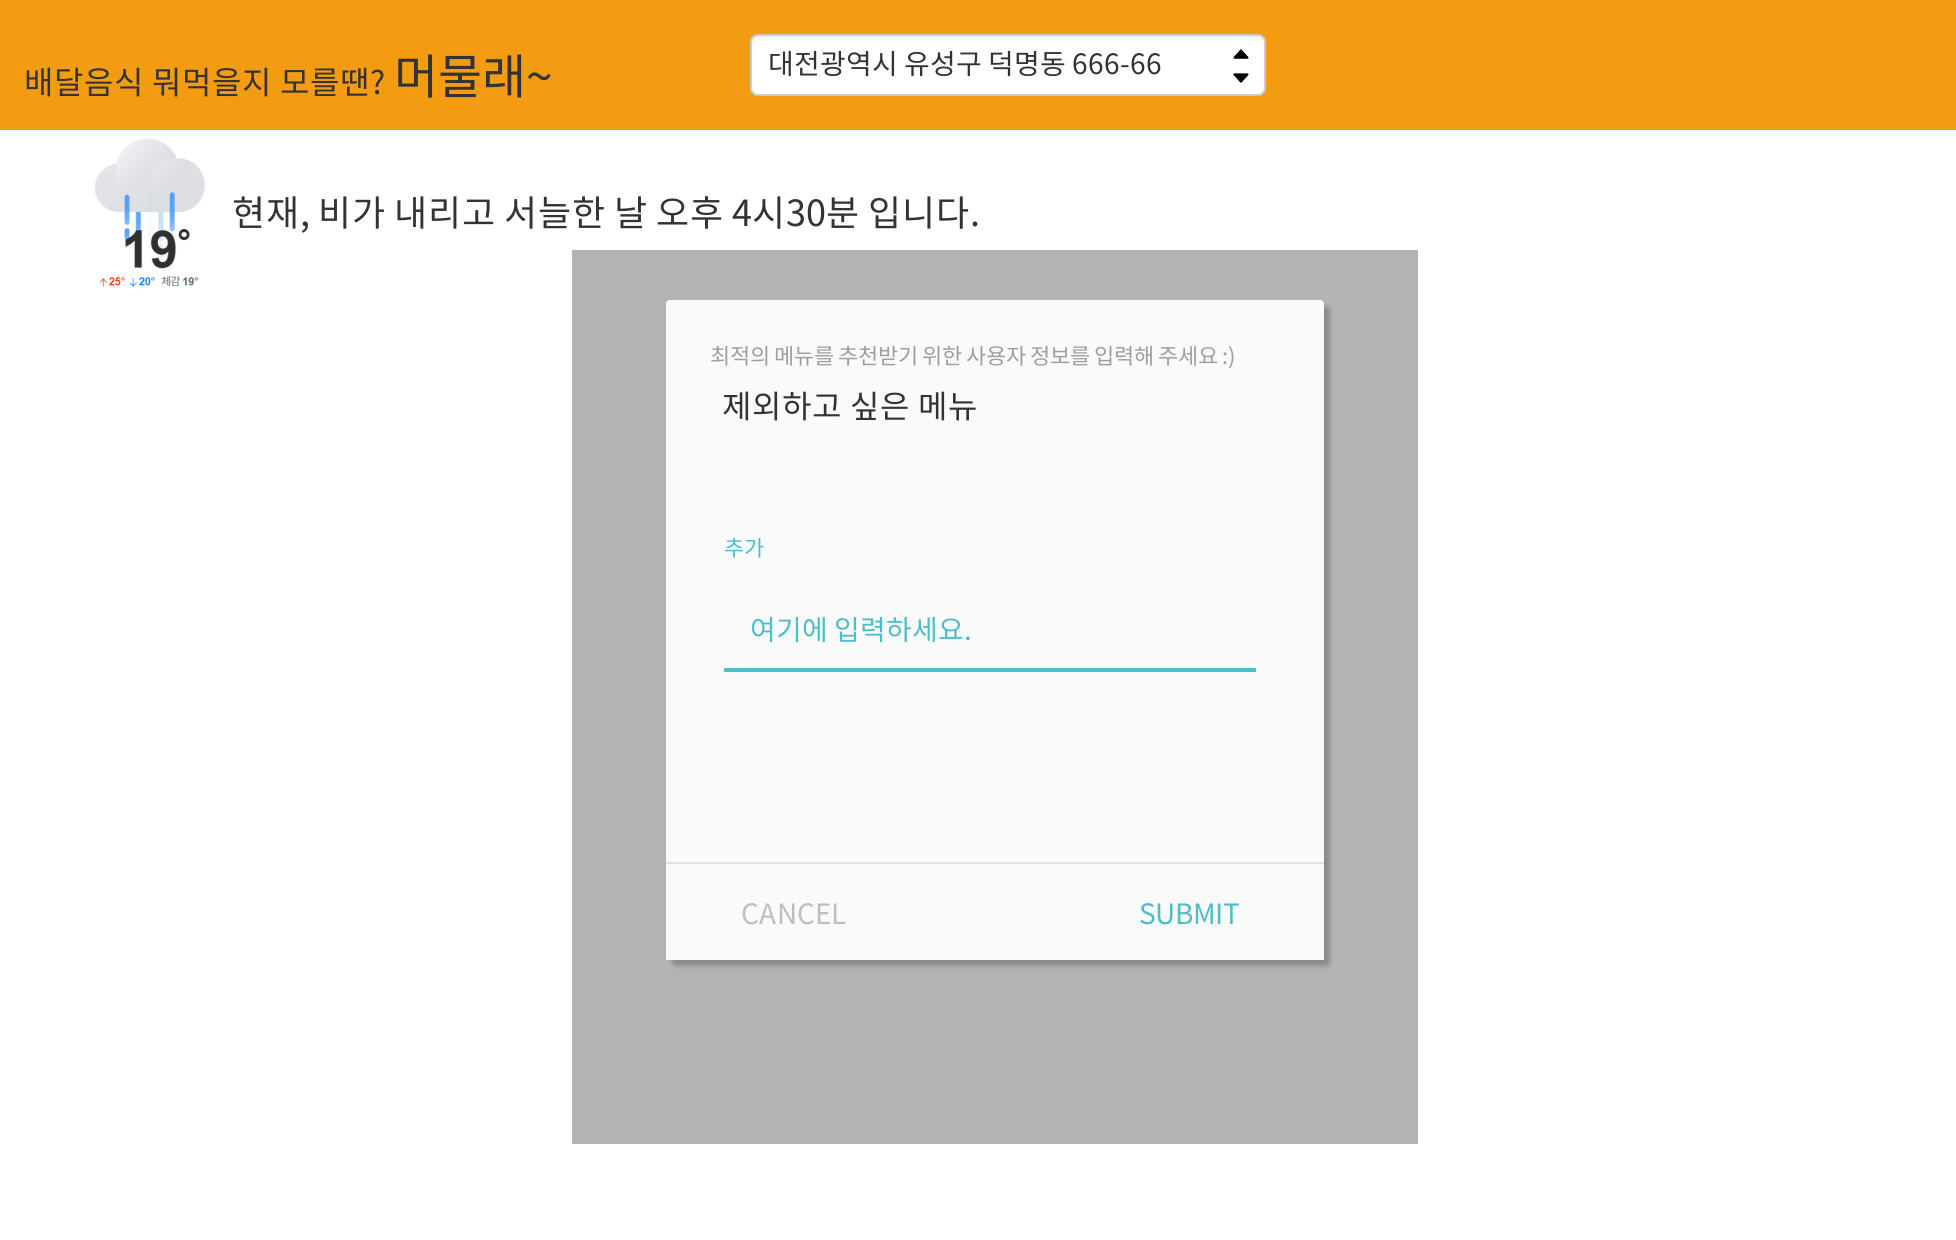 배달음식 뭐먹을지 모를땐? 머물래~
대전광역시 유성구 덕명동 666-66
현재, 비가 내리고 서늘한 날 오후 4시30분 입니다.
19°
↑25° ↓20° 체감 19°
최적의 메뉴를 추천받기 위한 사용자 정보를 입력해 주세요 :)
제외하고 싶은 메뉴
추가
여기에 입력하세요.
CANCEL SUBMIT